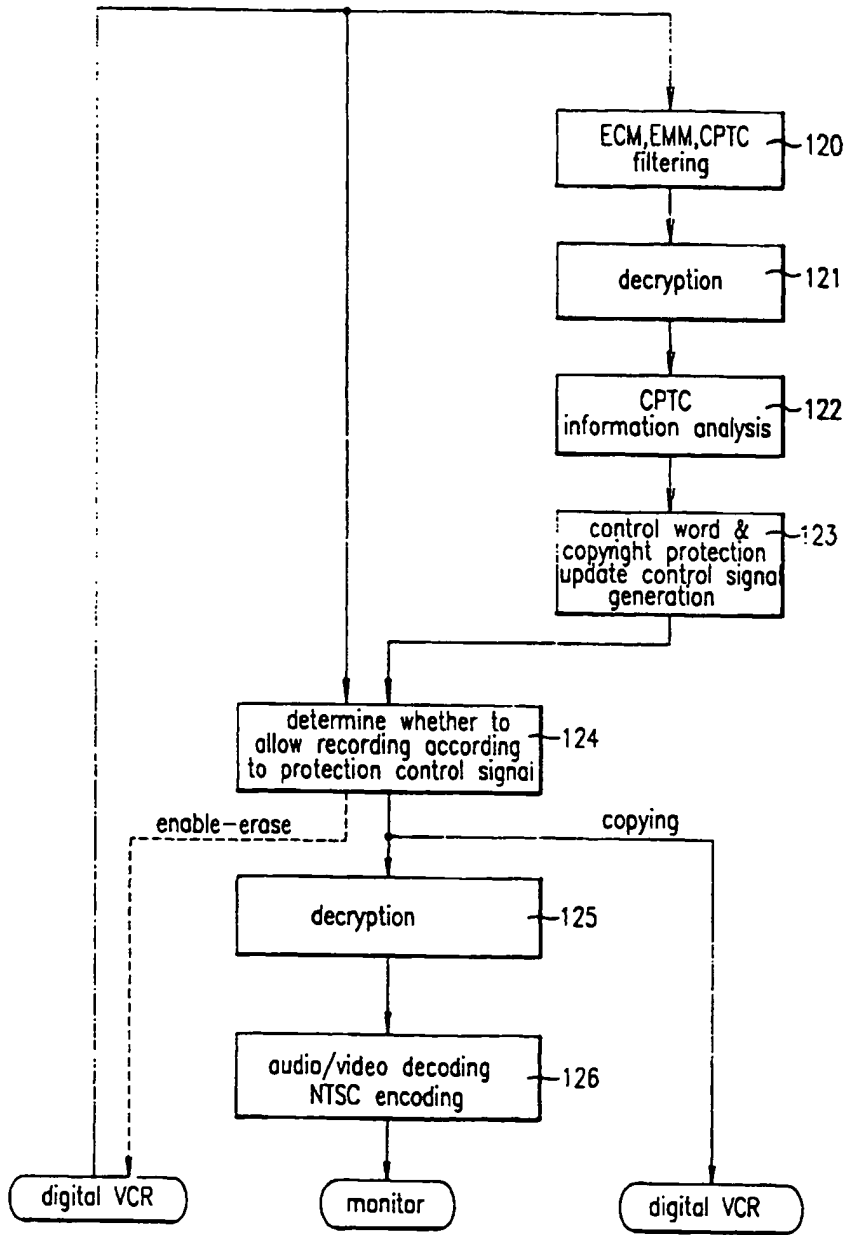 ECM,EMM,CPTC
filtering
120
decryption
121
CPTC
information analysis
122
control word &
copyright protection
update control signal
generation
123
determine whether to
allow recording according
to protection control signal
124
enable-erase
copying
decryption
125
audio/video decoding
NTSC encoding
126
digital VCR
monitor
digital VCR